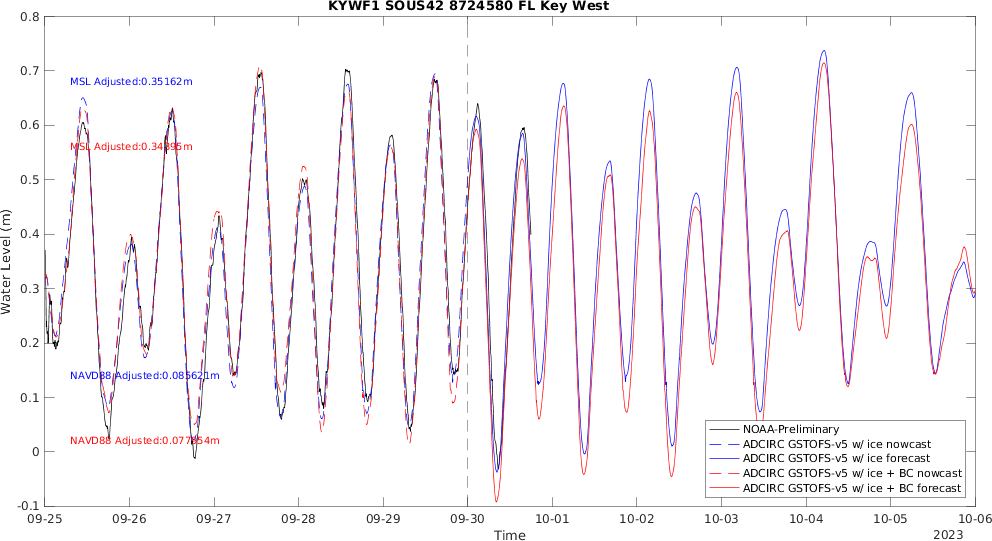 KYWF1 SOUS42 8724580 FL Key West
0.8
0.7
0.6
0.5
0.4
0.3
0.2
0.1
0
-0.1
Water Level (m)
MSL Adjusted:0.35162m
MSL Adjusted:0.34895m
NAVD88 Adjusted:0.085621m
NAVD88 Adjusted:0.077854m
NOAA-Preliminary
ADCIRC GSTOFS-v5 w/ ice nowcast
ADCIRC GSTOFS-v5 w/ ice forecast
ADCIRC GSTOFS-v5 w/ ice + BC nowcast
ADCIRC GSTOFS-v5 w/ ice + BC forecast
09-25 09-26 09-27 09-28 09-29 09-30 10-01 10-02 10-03 10-04 10-05 10-06
Time
2023